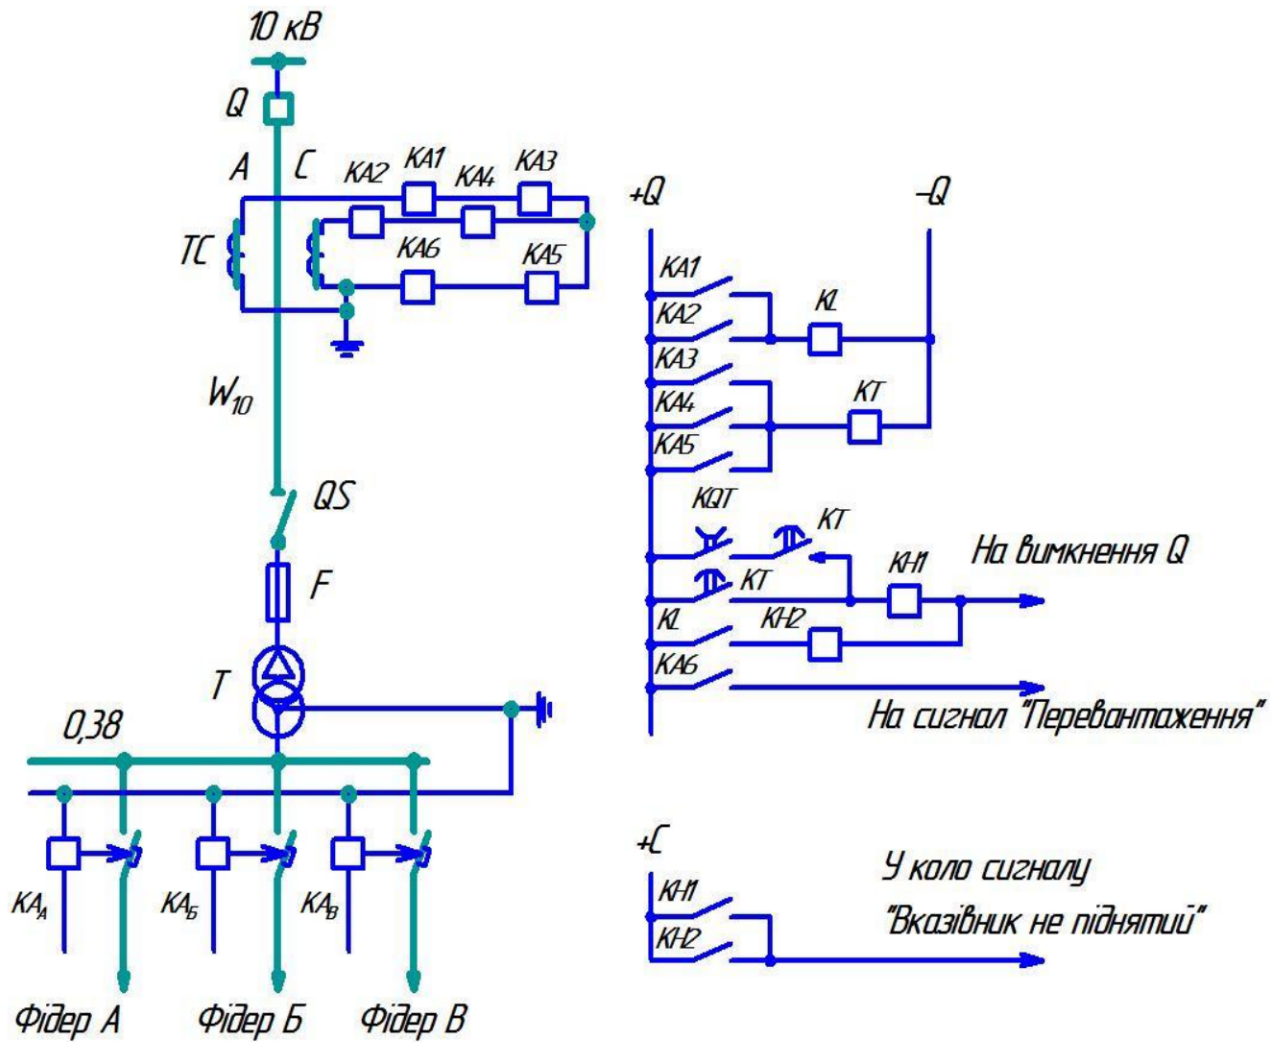 10 кВ
Q
A
C
KA2
KA1
KA4
KA3
TC
KA6
KA5
W10
QS
F
T
0,38
KAА
KAБ
KAВ
Фідер А
Фідер Б
Фідер В
+Q
–Q
KA1
KL
KA2
KA3
KT
KA4
KA5
KQT
KT
На вимкнення Q
KH1
KT
KL
KH2
KA6
На сигнал "Перевантаження"
+C
У коло сигналу
KH1
"Вказівник не піднятий"
KH2